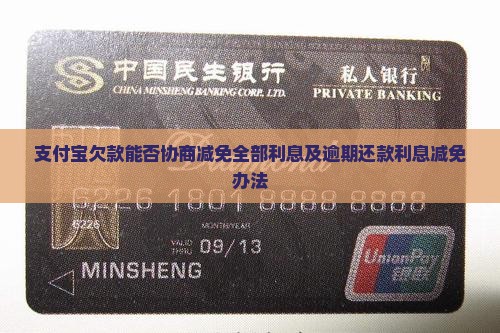 中国民生银行
CHINA MINSHENG BANKING CORP., LTD.
私人银行
PRIVATE BANKING
支付宝欠款能否协商减免全部利息及逾期还款利息减免
办法
Diamond
6226 1801 8888 8888
6226
MONTH/YEAR
VALID
THRU
09/13
MINSHENG
UnionPay
银联